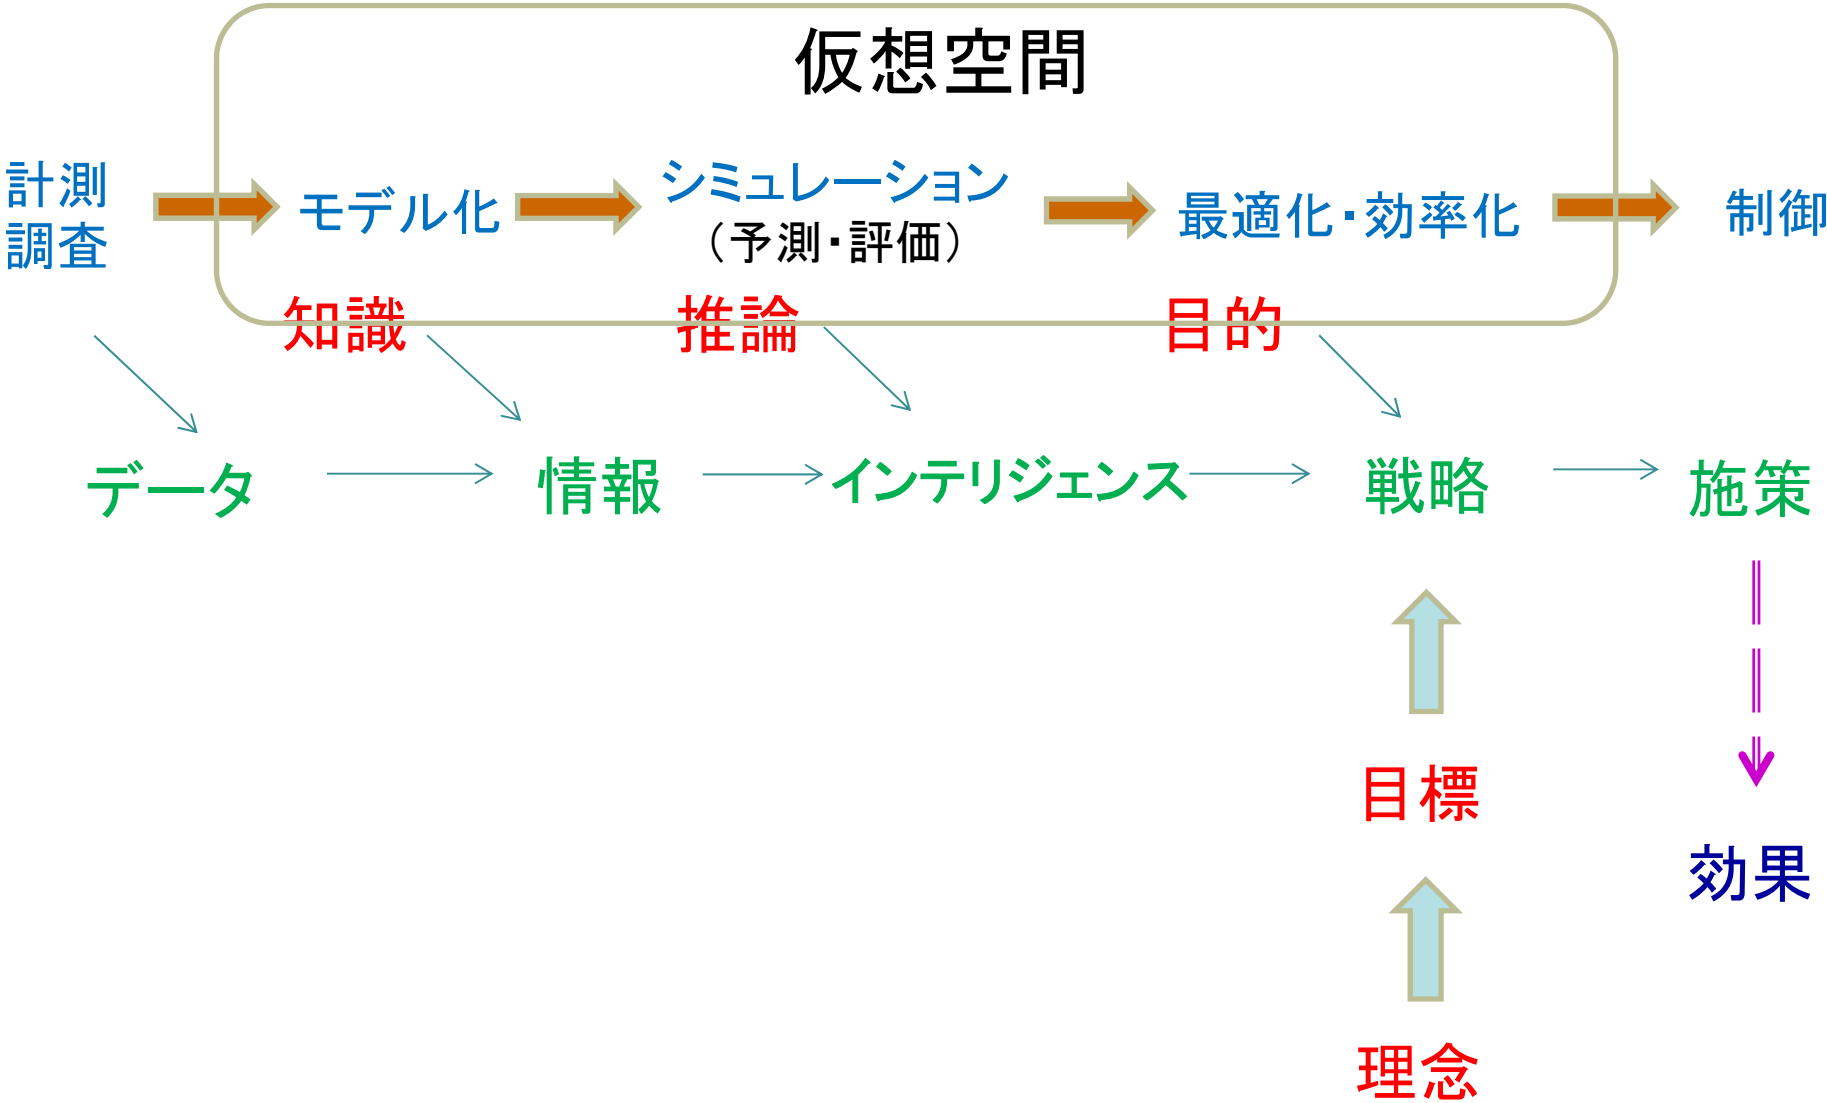 仮想空間
計測
調査
モデル化
シミュレーション
（予測・評価）
最適化・効率化
制御
知識
推論
目的
データ
情報
インテリジェンス
戦略
施策
目標
効果
理念